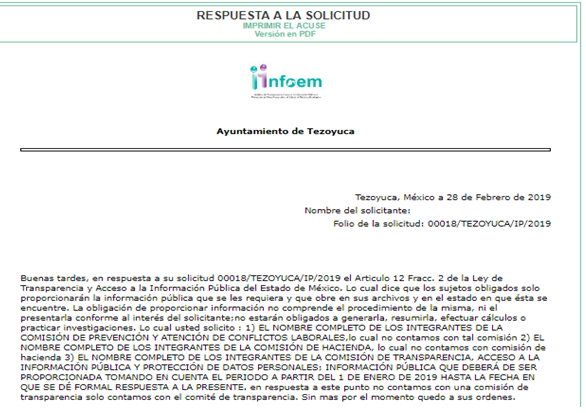 RESPUESTA A LA SOLICITUD
IMPRIMIR EL ACUSE
Versión en PDF
infoem
Ayuntamiento de Tezoyuca
Tezoyuca, México a 28 de Febrero de 2019
Nombre del solicitante:
Folio de la solicitud: 00018/TEZOYUCA/IP/2019
Buenas tardes, en respuesta a su solicitud 00018/TEZOYUCA/IP/2019 el Articulo 12 Fracc. 2 de la Ley de
Transparencia y Acceso a la Información Pública del Estado de México. Lo cual dice que los sujetos obligados solo
proporcionarán la información pública que se les requiera y que obre en sus archivos y en el estado en que ésta se
encuentre. La obligación de proporcionar información no comprende el procedimiento de la misma, ni el
presentarla conforme al interés del solicitante;no estarán obligados a generarla, resumirla, efectuar cálculos o
practicar investigaciones. Lo cual usted solicito : 1) EL NOMBRE COMPLETO DE LOS INTEGRANTES DE LA
COMISIÓN DE PREVENCIÓN Y ATENCIÓN DE CONFLICTOS LABORALES,lo cual no contamos con tal comisión 2) EL
NOMBRE COMPLETO DE LOS INTEGRANTES DE LA COMISIÓN DE HACIENDA, lo cual no contamos con comisión de
hacienda 3) EL NOMBRE COMPLETO DE LOS INTEGRANTES DE LA COMISIÓN DE TRANSPARENCIA, ACCESO A LA
INFORMACIÓN PÚBLICA Y PROTECCIÓN DE DATOS PERSONALES; INFORMACIÓN PÚBLICA QUE DEBERÁ DE SER
PROPORCIONADA TOMANDO EN CUENTA EL PERIODO A PARTIR DEL 1 DE ENERO DE 2019 HASTA LA FECHA EN
QUE SE DÉ FORMAL RESPUESTA A LA PRESENTE. en respuesta a este punto no contamos con una comisión de
transparencia solo contamos con el comité de transparencia. Sin mas por el momento quedo a sus ordenes.